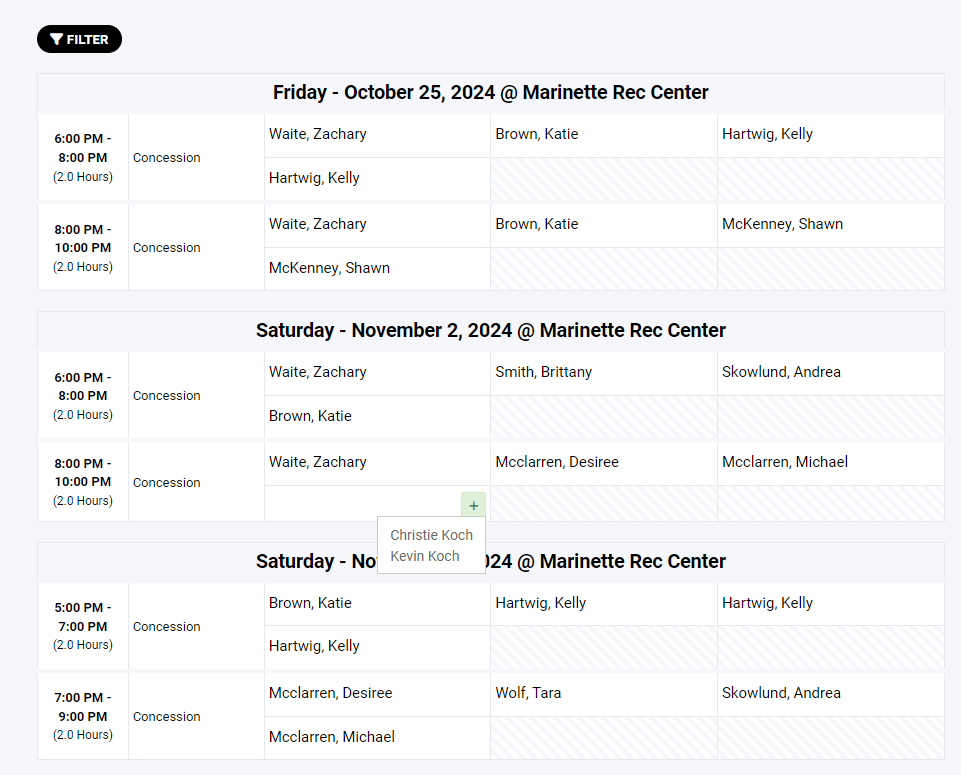 FILTER
Friday - October 25, 2024 @ Marinette Rec Center
6:00 PM -
8:00 PM
(2.0 Hours)
Concession
Waite, Zachary
Brown, Katie
Hartwig, Kelly
Hartwig, Kelly
8:00 PM -
10:00 PM
(2.0 Hours)
Concession
Waite, Zachary
Brown, Katie
McKenney, Shawn
McKenney, Shawn
Saturday - November 2, 2024 @ Marinette Rec Center
6:00 PM -
8:00 PM
(2.0 Hours)
Concession
Waite, Zachary
Smith, Brittany
Skowlund, Andrea
Brown, Katie
8:00 PM -
10:00 PM
(2.0 Hours)
Concession
Waite, Zachary
Mcclarren, Desiree
Mcclarren, Michael
+
Christie Koch
Kevin Koch
Saturday - No 24 @ Marinette Rec Center
5:00 PM -
7:00 PM
(2.0 Hours)
Concession
Brown, Katie
Hartwig, Kelly
Hartwig, Kelly
Hartwig, Kelly
7:00 PM -
9:00 PM
(2.0 Hours)
Concession
Mcclarren, Desiree
Wolf, Tara
Skowlund, Andrea
Mcclarren, Michael